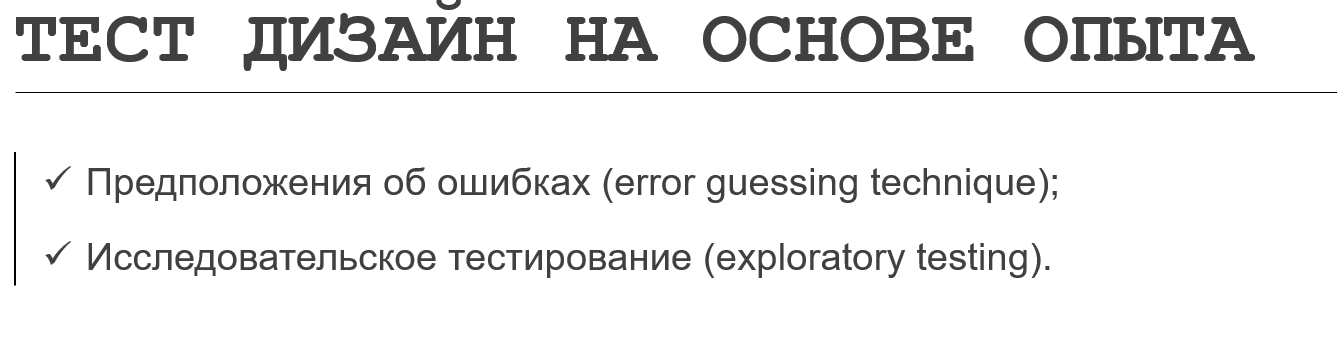 ТЕСТ ДИЗАЙН НА ОСНОВЕ ОПЫТА
✓ Предположения об ошибках (error guessing technique);
✓ Исследовательское тестирование (exploratory testing).